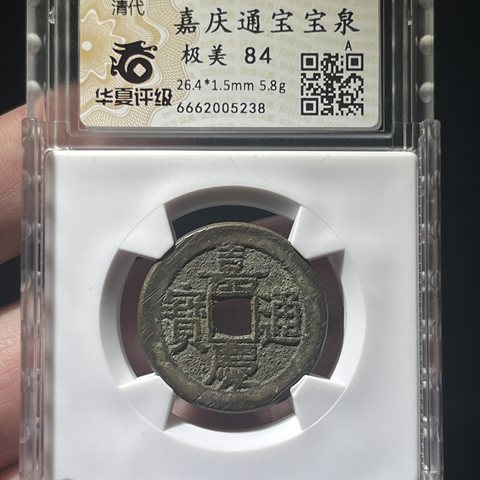 清代
嘉庆通宝宝泉
极美 84
A
26.4*1.5mm 5.8g
华夏评级
6662005238
嘉
寶 通
慶